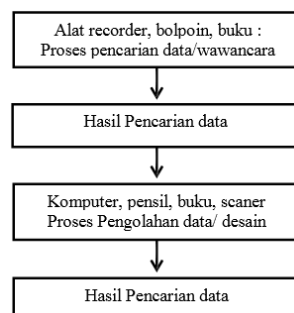 Alat recorder, bolpoin, buku :
Proses pencarian data/wawancara
Hasil Pencarian data
Komputer, pensil, buku, scaner
Proses Pengolahan data/ desain
Hasil Pencarian data